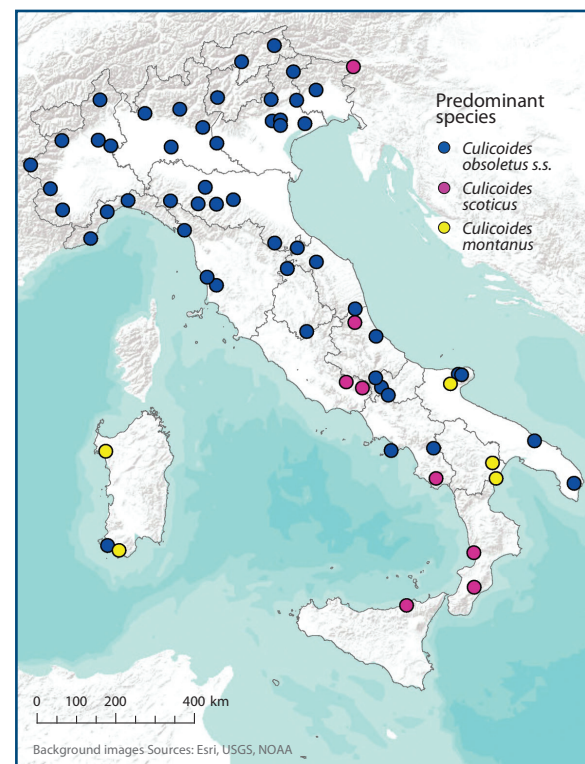 Predominant
species
Culicoides
obsoletus s.s.
Culicoides
scoticus
Culicoides
montanus
0 100 200 400 km
Background images Sources: Esri, USGS, NOAA